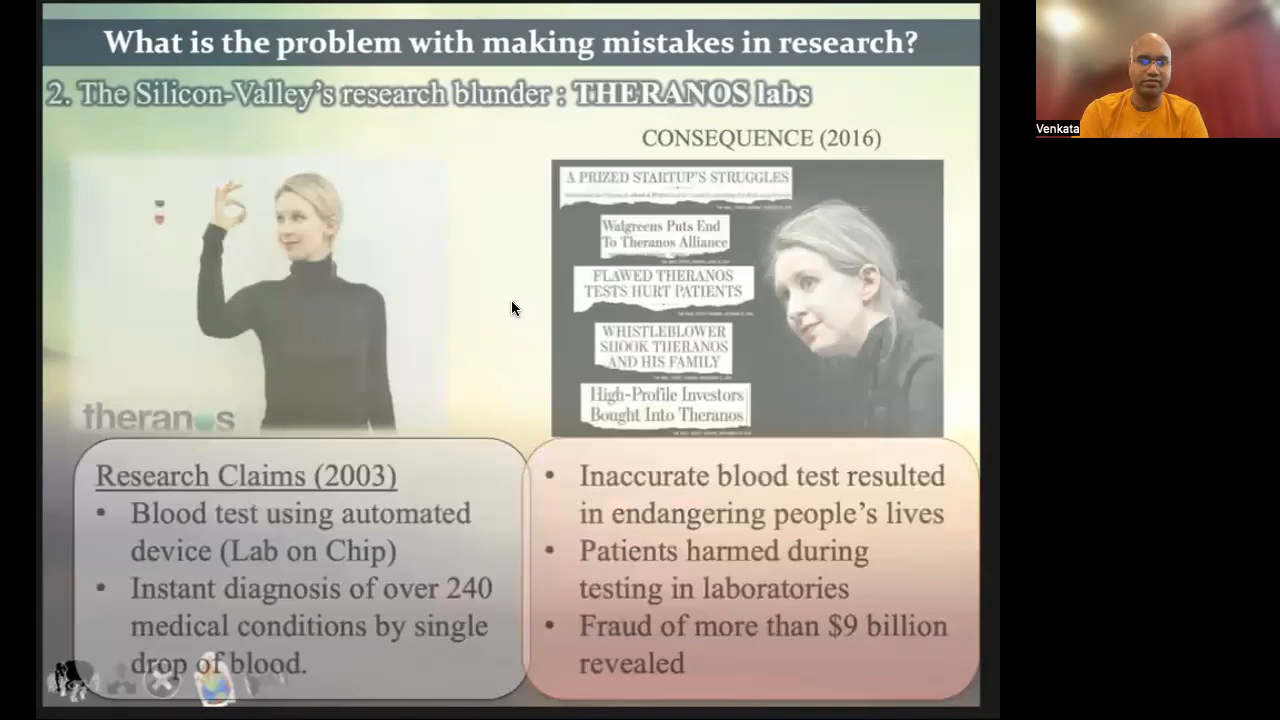 What is the problem with making mistakes in research?
2. The Silicon-Valley's research blunder : THERANOS labs
CONSEQUENCE (2016)
A PRIZED STARTUP'S STRUGGLES
Walgreens Puts End
To Theranos Alliance
FLAWED THERANOS
TESTS HURT PATIENTS
WHISTLEBLOWER
SHOOK THERANOS
AND HIS FAMILY
High-Profile Investors
Bought Into Theranos
theranos
Research Claims (2003)
• Blood test using automated
device (Lab on Chip)
• Instant diagnosis of over 240
medical conditions by single
drop of blood.
• Inaccurate blood test resulted
in endangering people's lives
• Patients harmed during
testing in laboratories
• Fraud of more than $9 billion
revealed
Venkata